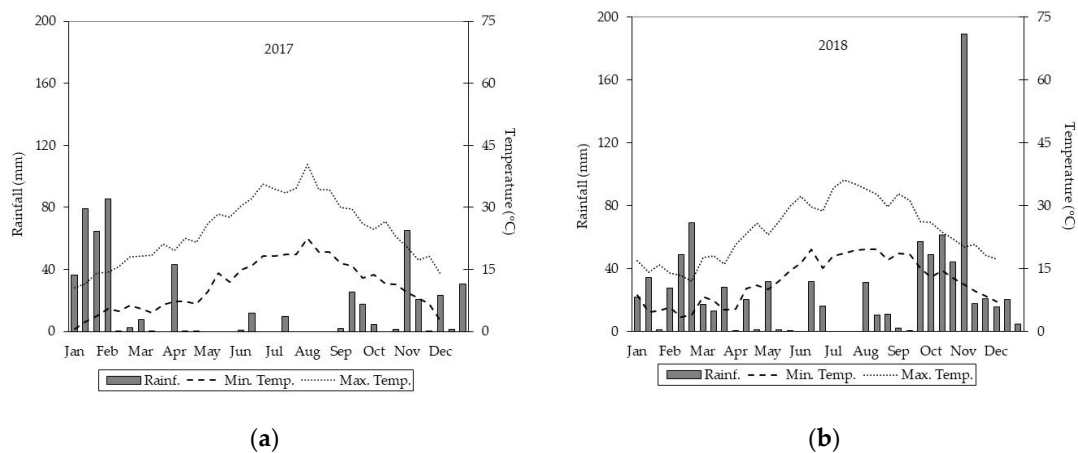 2017
200
160
120
80
40
0
Rainfall (mm)
75
60
45
30
15
0
Temperature (°C)
Jan Feb Mar Apr May Jun Jul Aug Sep Oct Nov Dec
Rainf. Min. Temp. Max. Temp.
(a)
2018
200
160
120
80
40
0
Rainfall (mm)
75
60
45
30
15
0
Temperature (°C)
Jan Feb Mar Apr May Jun Jul Aug Sep Oct Nov Dec
Rainf. Min. Temp. Max. Temp.
(b)